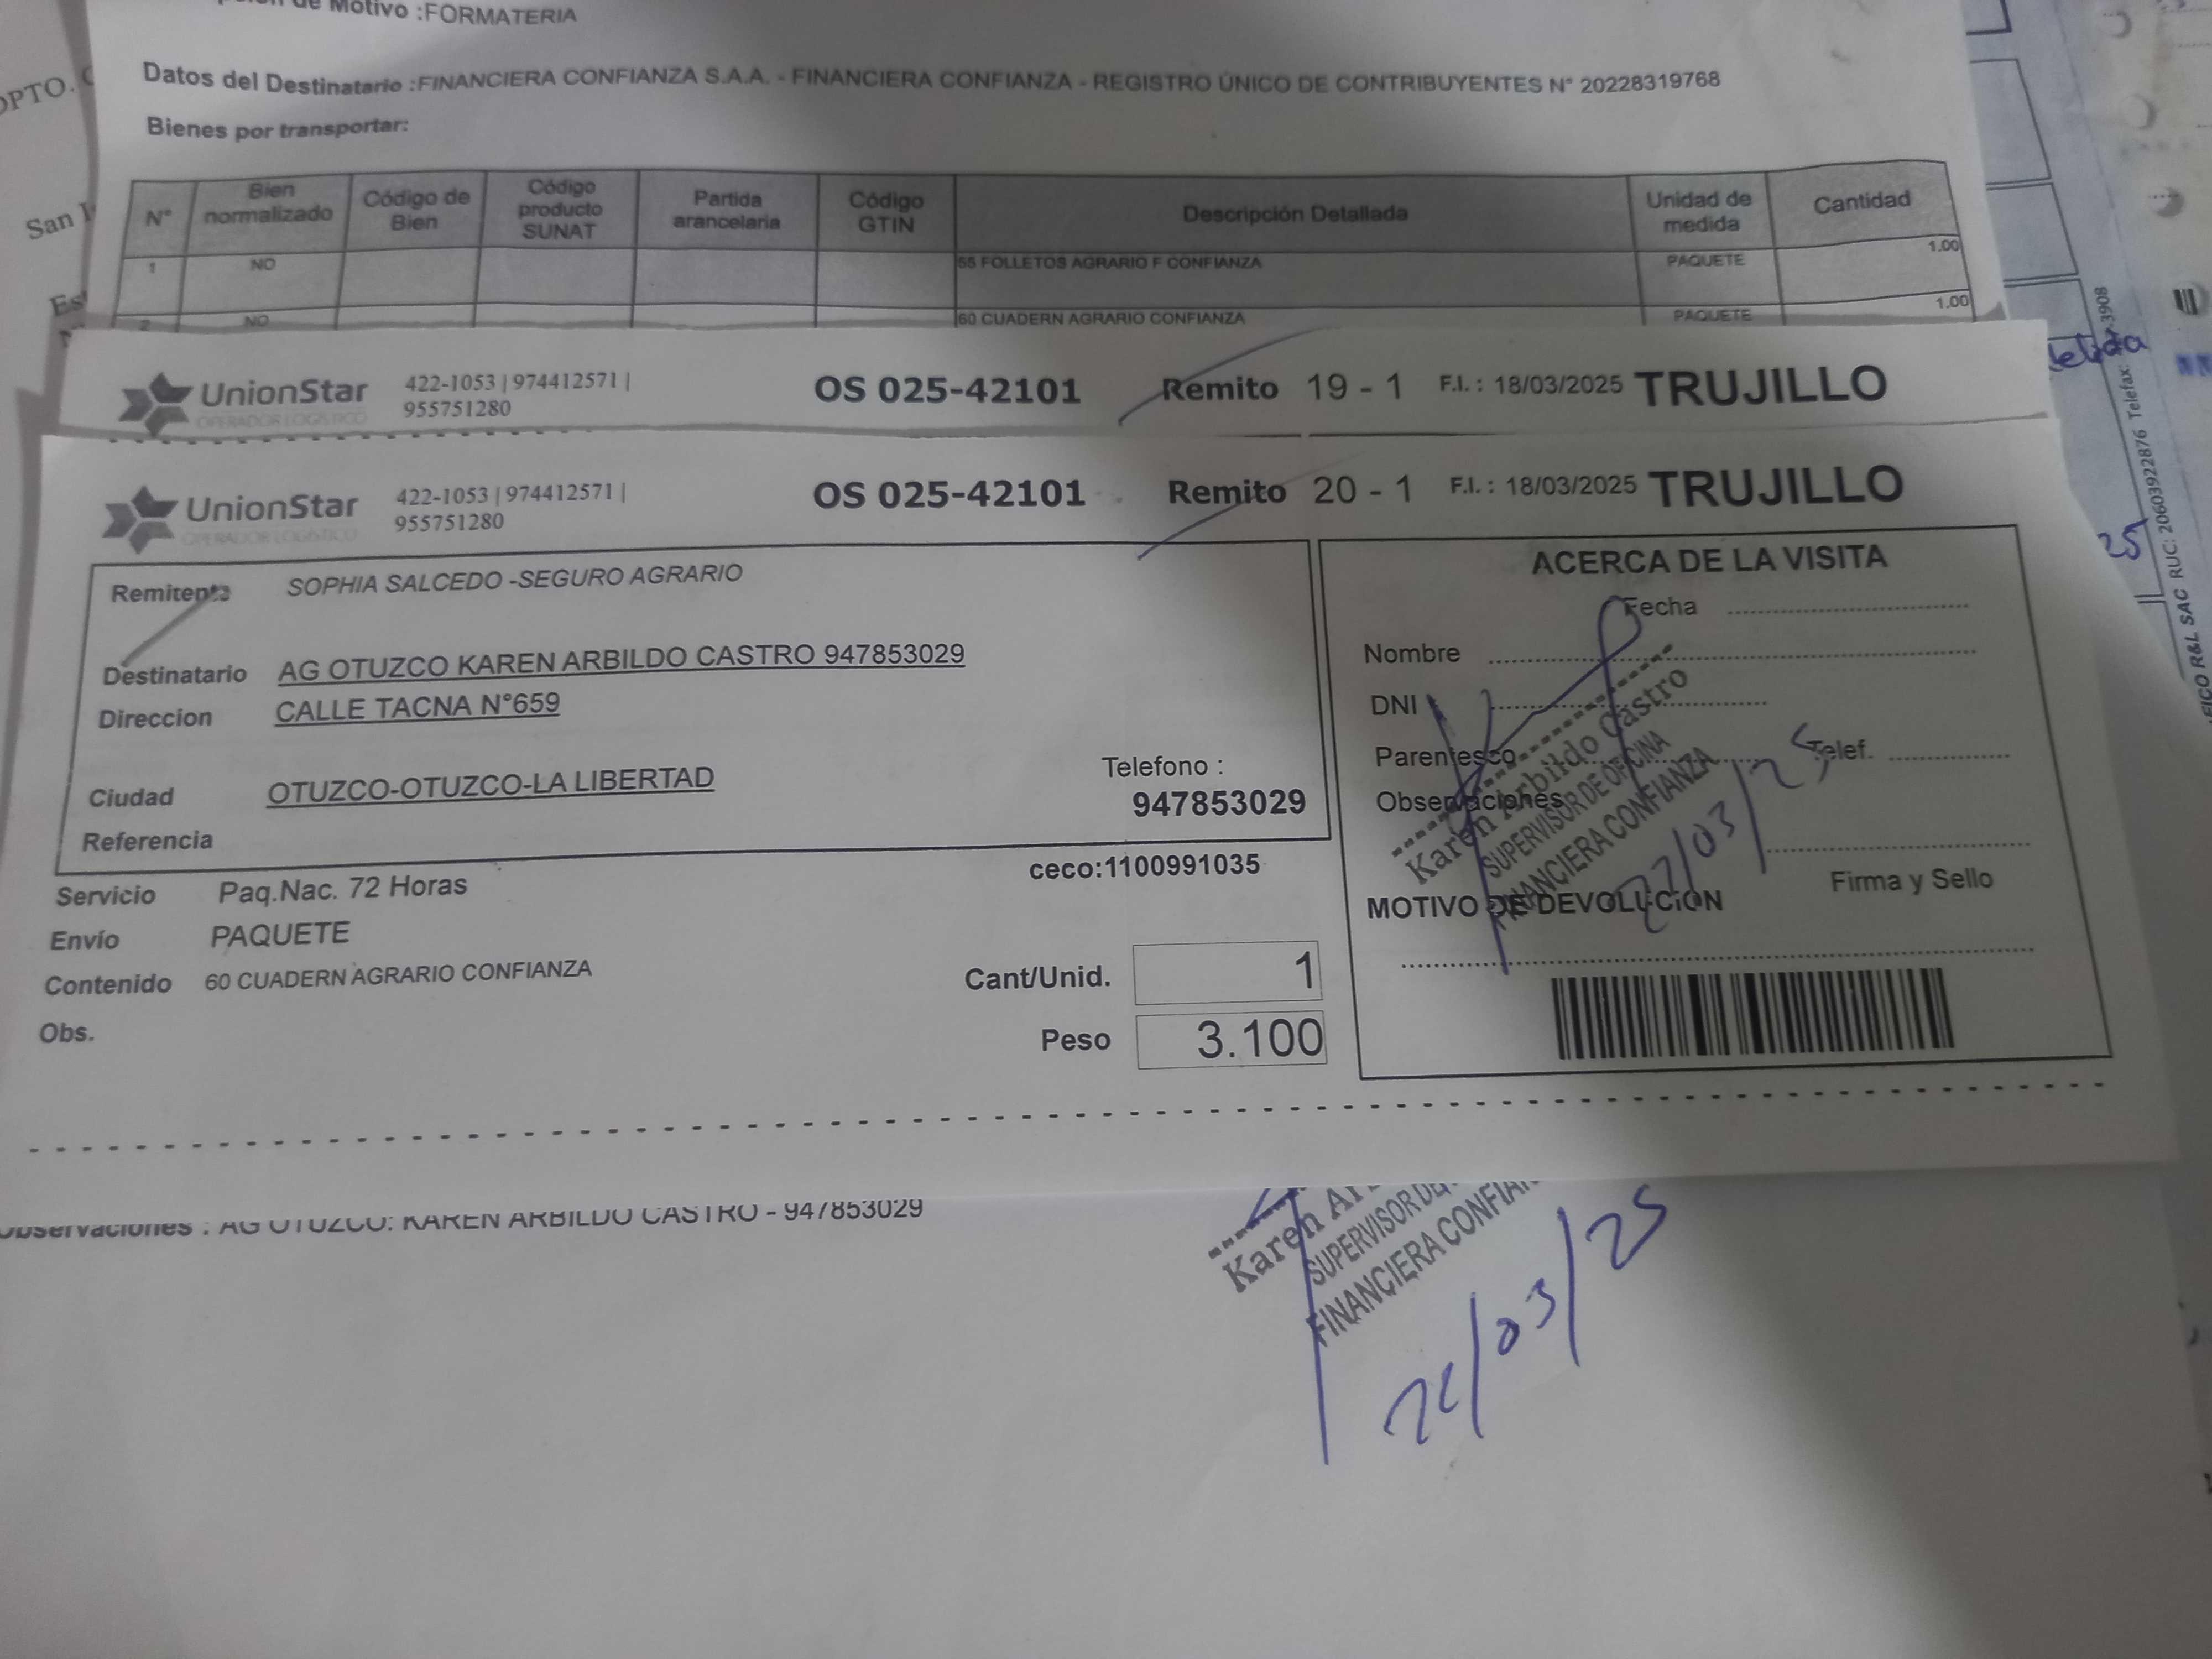 de Motivo :FORMATERIA
Datos del Destinatario :FINANCIERA CONFIANZA S.A.A. - FINANCIERA CONFIANZA - REGISTRO ÚNICO DE CONTRIBUYENTES N° 20228319768
Bienes por transportar:
N° Bien normalizado Código de Bien Código producto SUNAT Partida arancelaria Código GTIN Descripción Detallada Unidad de medida Cantidad
1 NO 55 FOLLETOS AGRARIO F CONFIANZA PAQUETE 1.00
2 NO 60 CUADERN AGRARIO CONFIANZA PAQUETE 1.00
UnionStar 422-1053 | 974412571 | OS 025-42101 Remito 19 - 1 F.I. : 18/03/2025 TRUJILLO
OPERADOR LOGISTICO 955751280
UnionStar 422-1053 | 974412571 | OS 025-42101 Remito 20 - 1 F.I. : 18/03/2025 TRUJILLO
OPERADOR LOGISTICO 955751280
Remitente SOPHIA SALCEDO -SEGURO AGRARIO
Destinatario AG OTUZCO KAREN ARBILDO CASTRO 947853029
Direccion CALLE TACNA N°659
Ciudad OTUZCO-OTUZCO-LA LIBERTAD
Telefono :
947853029
Referencia
ceco:1100991035
Servicio Paq.Nac. 72 Horas
Envío PAQUETE
Contenido 60 CUADERN AGRARIO CONFIANZA
Obs.
Cant/Unid. 1
Peso 3.100
ACERCA DE LA VISITA
Fecha
Nombre
DNI
Parentesco
Telef.
Observaciones
Karen Arbildo Castro
SUPERVISOR DE OFICINA
FINANCIERA CONFIANZA
Firma y Sello
MOTIVO DE DEVOLUCION
Observaciones : AG OTUZCO: KAREN ARBILDO CASTRO - 947853029
Karen
SUPERVISOR DE
FINANCIERA
DPTO.
San
25
SAC RUC: 20603922876 Telefax: